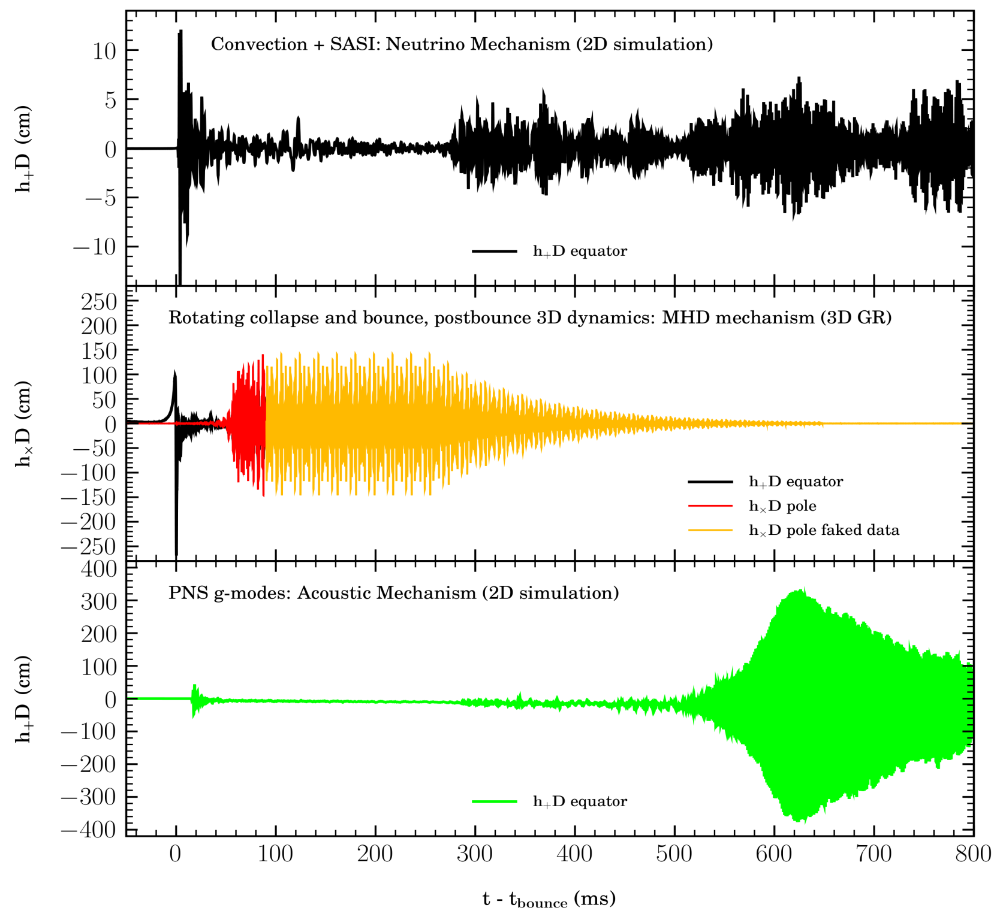 Convection + SASI: Neutrino Mechanism (2D simulation)
10
5
0
−5
−10
h₊D (cm)
h₊D equator
Rotating collapse and bounce, postbounce 3D dynamics: MHD mechanism (3D GR)
250
200
150
100
50
0
−50
−100
−150
−200
−250
h×D (cm)
h₊D equator
h×D pole
h×D pole faked data
PNS g-modes: Acoustic Mechanism (2D simulation)
400
300
200
100
0
−100
−200
−300
−400
h₊D (cm)
h₊D equator
0 100 200 300 400 500 600 700 800
t - t_bounce (ms)